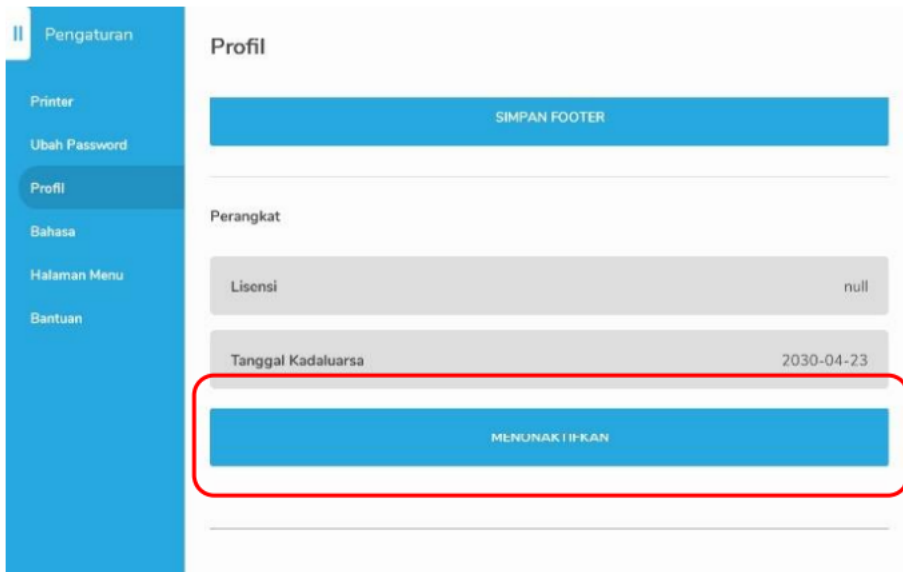 Pengaturan
Printer
Ubah Password
Profil
Bahasa
Halaman Menu
Bantuan
Profil
SIMPAN FOOTER
Perangkat
Lisensi null
Tanggal Kadaluarsa 2030-04-23
MENONAKTIFKAN